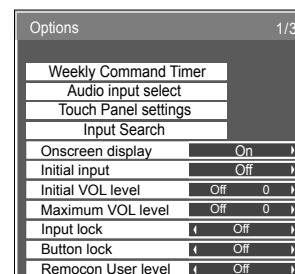 Options 1/3
Weekly Command Timer
Audio input select
Touch Panel settings
Input Search
Onscreen display On
Initial input Off
Initial VOL level Off 0
Maximum VOL level Off 0
Input lock Off
Button lock Off
Remocon User level Off